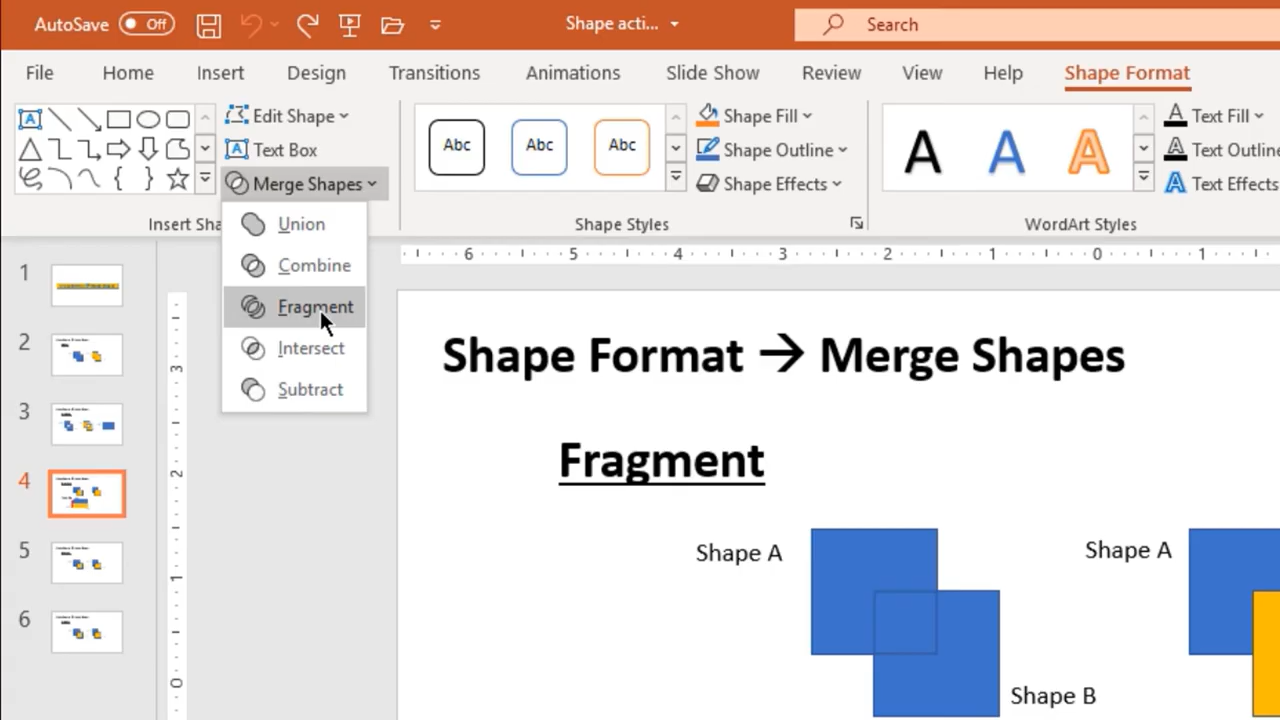 AutoSave Off
Shape acti...
Search
File Home Insert Design Transitions Animations Slide Show Review View Help Shape Format
Edit Shape
Text Box
Merge Shapes
Abc Abc Abc
Shape Fill
Shape Outline
Shape Effects
A A A
Text Fill
Text Outline
Text Effects
Insert Sha
Shape Styles
WordArt Styles
Union
Combine
Fragment
Intersect
Subtract
6 5 4 3 2 1 0 1
3
2
1
0
1
2
3
4
5
6
Shape Format → Merge Shapes
Fragment
Shape A
Shape B
Shape A